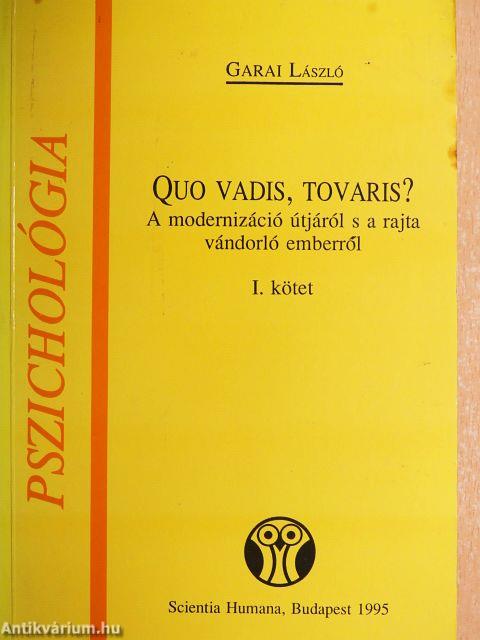 GARAI LÁSZLÓ
QUO VADIS, TOVARIS?
A modernizáció útjáról s a rajta
vándorló emberről
I. kötet
PSZICHOLÓGIA
Scientia Humana, Budapest 1995
Antikvárium.hu